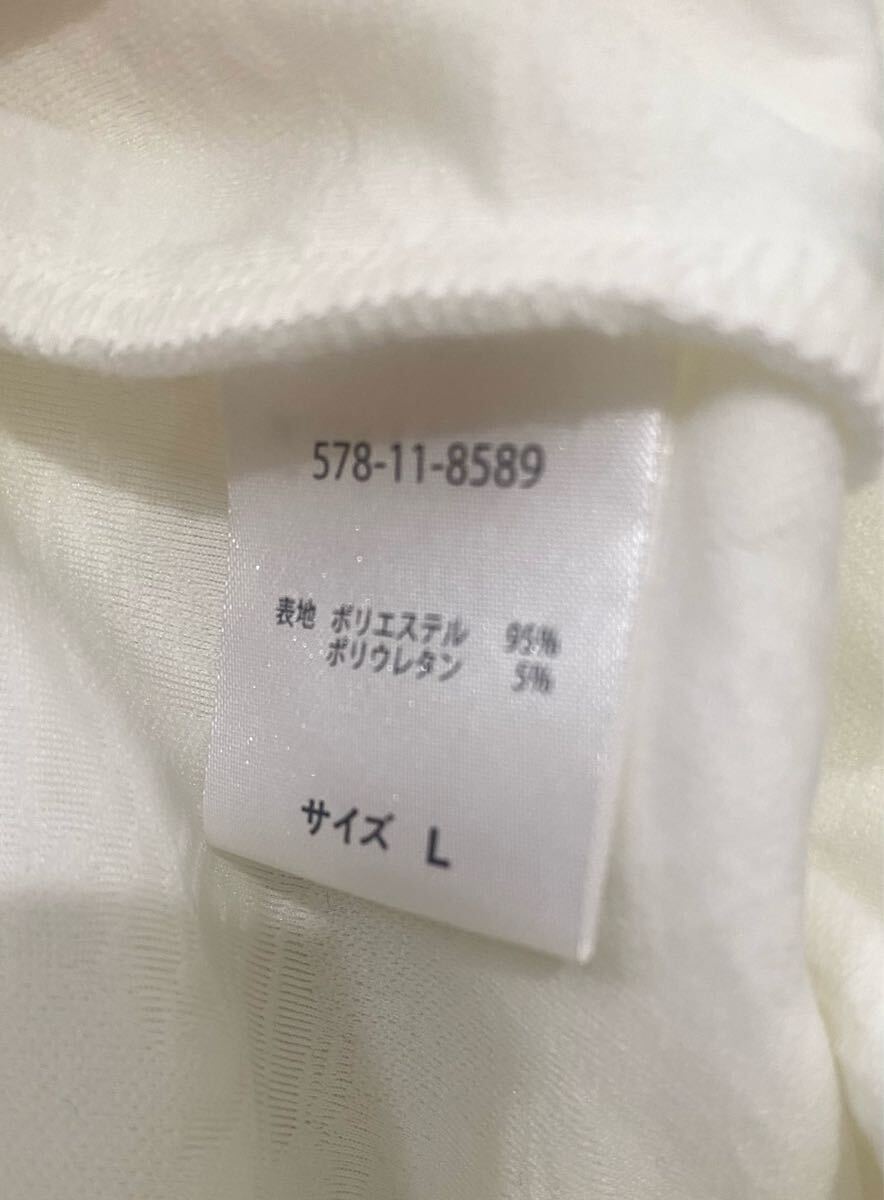 578-11-8589
表地 ポリエステル 95%
ポリウレタン 5%
サイズ L